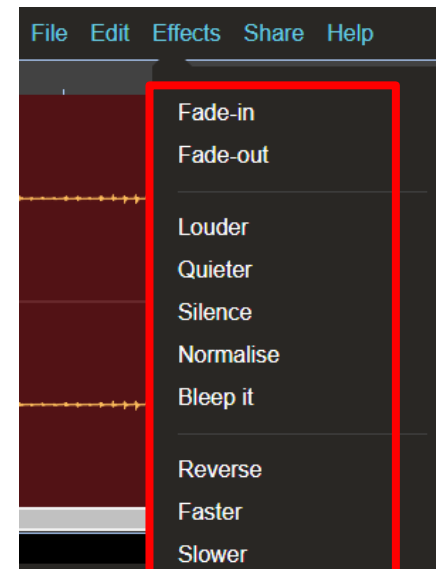 File Edit Effects Share Help
Fade-in
Fade-out
Louder
Quieter
Silence
Normalise
Bleep it
Reverse
Faster
Slower